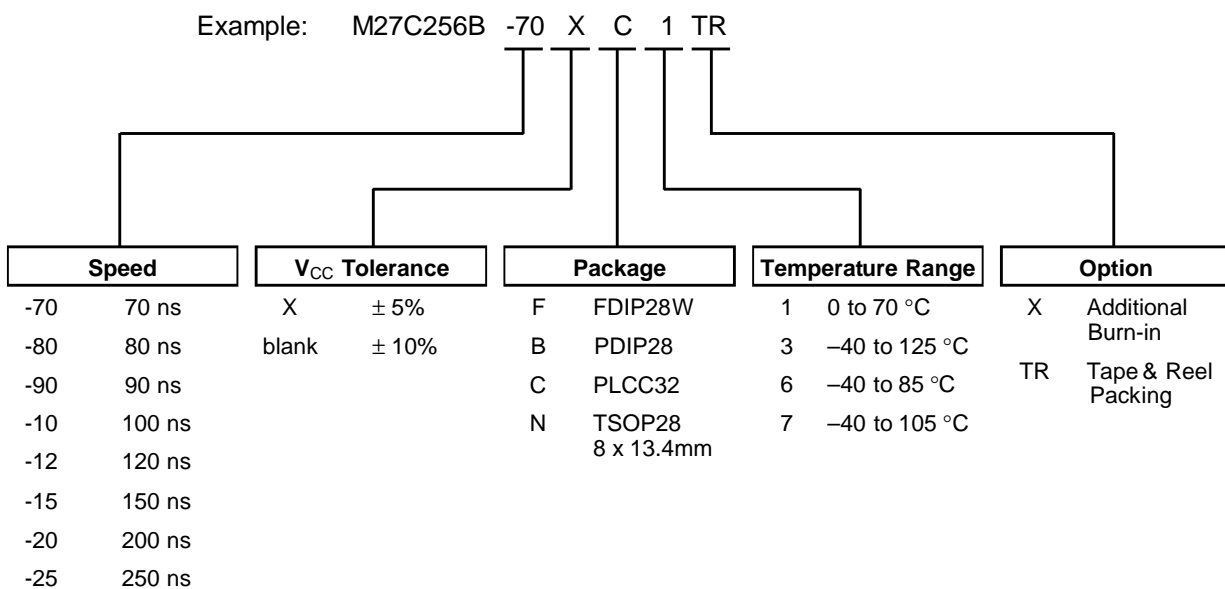 Example: M27C256B -70 X C 1 TR
Speed
-70 70 ns
-80 80 ns
-90 90 ns
-10 100 ns
-12 120 ns
-15 150 ns
-20 200 ns
-25 250 ns
VCC Tolerance
X ± 5%
blank ± 10%
Package
F FDIP28W
B PDIP28
C PLCC32
N TSOP28
8 x 13.4mm
Temperature Range
1 0 to 70 °C
3 –40 to 125 °C
6 –40 to 85 °C
7 –40 to 105 °C
Option
X Additional
Burn-in
TR Tape & Reel
Packing